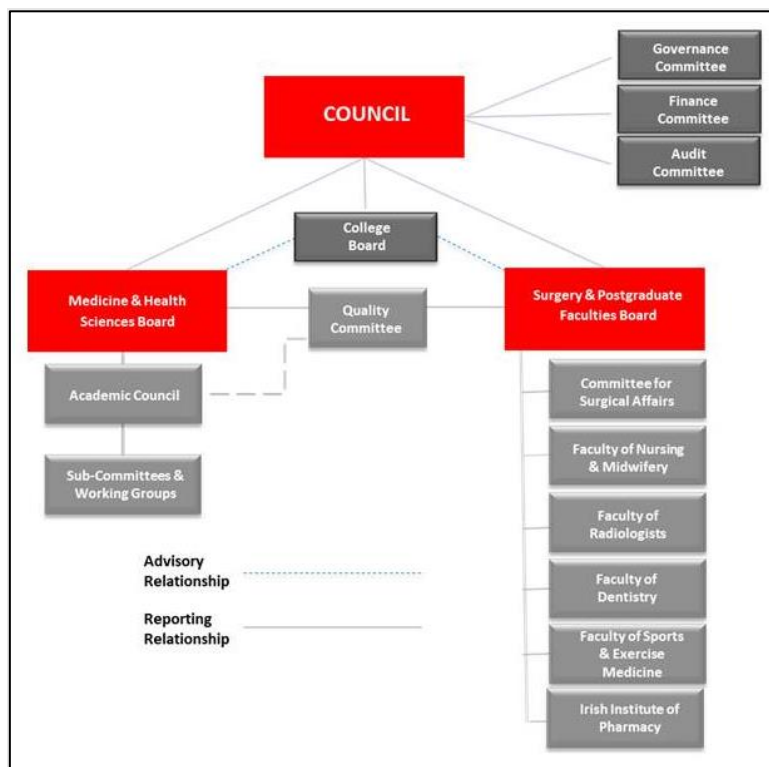 Governance
Committee
COUNCIL
Finance
Committee
Audit
Committee
College
Board
Medicine & Health
Sciences Board
Quality
Committee
Surgery & Postgraduate
Faculties Board
Academic Council
Committee for
Surgical Affairs
Sub-Committees &
Working Groups
Faculty of Nursing
& Midwifery
Faculty of
Radiologists
Advisory
Relationship
Faculty of
Dentistry
Reporting
Relationship
Faculty of Sports
& Exercise
Medicine
Irish Institute of
Pharmacy